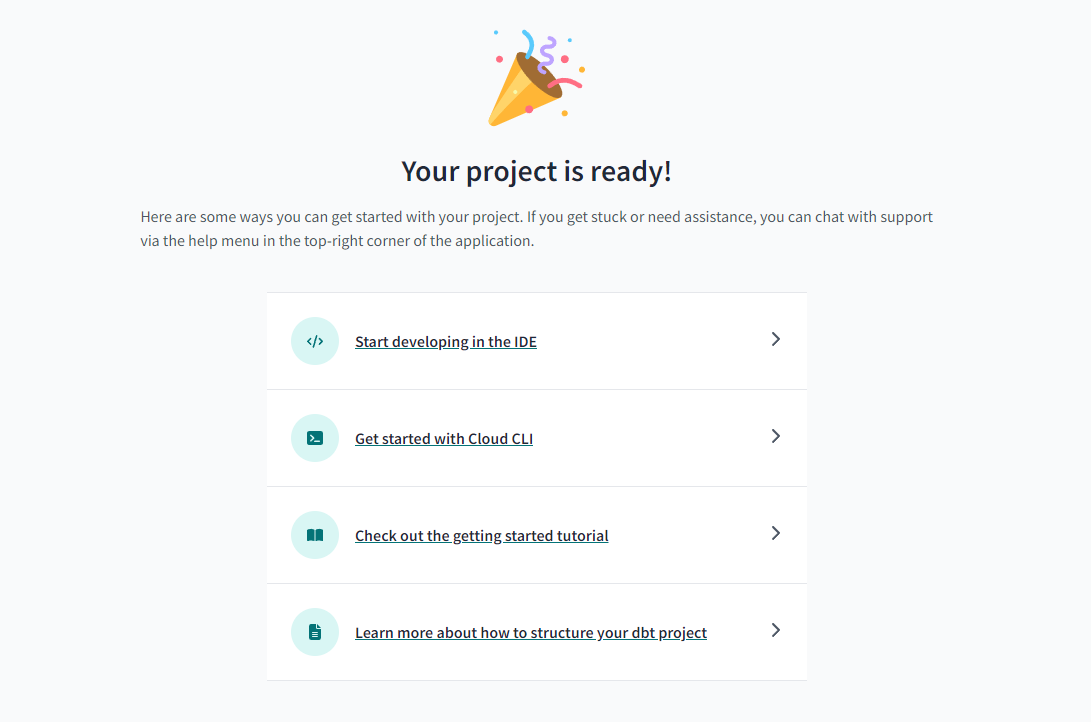 Your project is ready!
Here are some ways you can get started with your project. If you get stuck or need assistance, you can chat with support
via the help menu in the top-right corner of the application.
Start developing in the IDE
Get started with Cloud CLI
Check out the getting started tutorial
Learn more about how to structure your dbt project